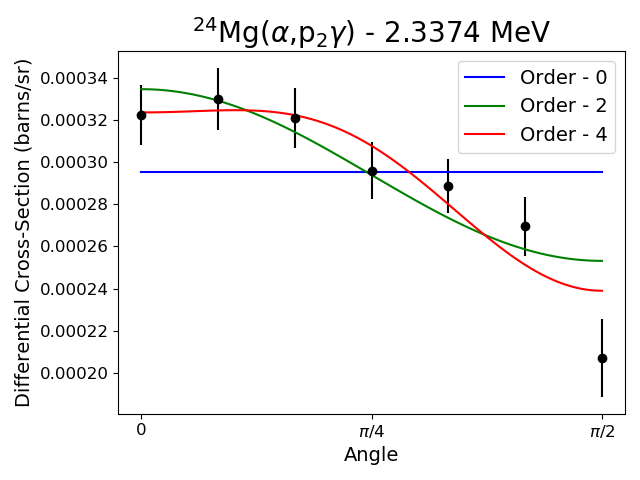 ²⁴Mg(α,p₂γ) - 2.3374 MeV
Differential Cross-Section (barns/sr)
0.00034
0.00032
0.00030
0.00028
0.00026
0.00024
0.00022
0.00020
Order - 0
Order - 2
Order - 4
0
π/4
π/2
Angle